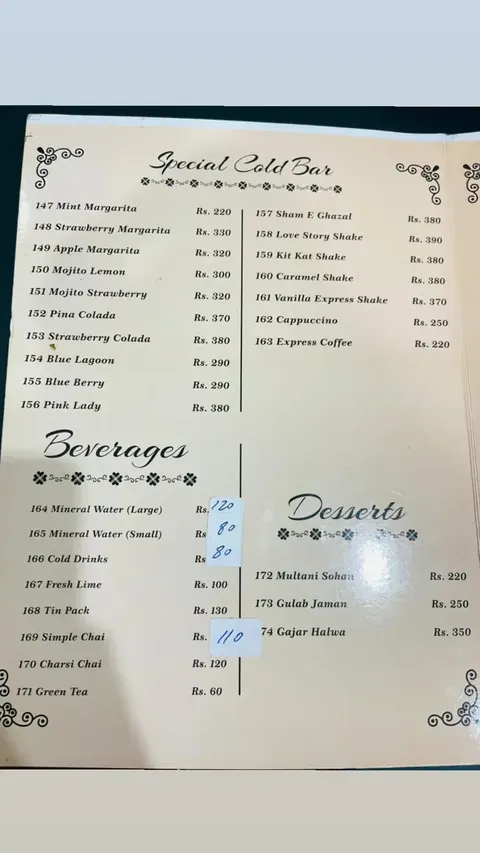 Special Cold Bar
147 Mint Margarita Rs. 220
148 Strawberry Margarita Rs. 330
149 Apple Margarita Rs. 320
150 Mojito Lemon Rs. 300
151 Mojito Strawberry Rs. 320
152 Pina Colada Rs. 370
153 Strawberry Colada Rs. 380
154 Blue Lagoon Rs. 290
155 Blue Berry Rs. 290
156 Pink Lady Rs. 380
157 Sham E Ghazal Rs. 380
158 Love Story Shake Rs. 390
159 Kit Kat Shake Rs. 380
160 Caramel Shake Rs. 380
161 Vanilla Express Shake Rs. 370
162 Cappuccino Rs. 250
163 Express Coffee Rs. 220
Beverages
164 Mineral Water (Large) Rs. 120
165 Mineral Water (Small) Rs 80
166 Cold Drinks Rs 80
167 Fresh Lime Rs. 100
168 Tin Pack Rs. 130
169 Simple Chai Rs. 110
170 Charsi Chai Rs. 120
171 Green Tea Rs. 60
Desserts
172 Multani Sohan Rs. 220
173 Gulab Jaman Rs. 250
74 Gajar Halwa Rs. 350